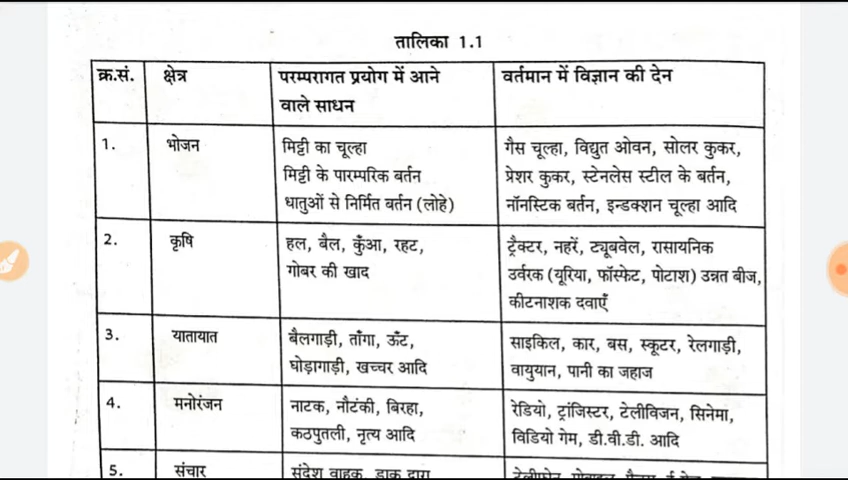 तालिका 1.1
क्र.सं. क्षेत्र परम्परागत प्रयोग में आने वाले साधन वर्तमान में विज्ञान की देन
1. भोजन मिट्टी का चूल्हा गैस चूल्हा, विद्युत ओवन, सोलर कुकर,
मिट्टी के पारम्परिक बर्तन प्रेशर कुकर, स्टेनलेस स्टील के बर्तन,
धातुओं से निर्मित बर्तन (लोहे) नॉनस्टिक बर्तन, इन्डक्शन चूल्हा आदि
2. कृषि हल, बैल, कुँआ, रहट, ट्रैक्टर, नहरें, ट्यूबवेल, रासायनिक
गोबर की खाद उर्वरक (यूरिया, फॉस्फेट, पोटाश) उन्नत बीज,
कीटनाशक दवाएँ
3. यातायात बैलगाड़ी, ताँगा, ऊँट, साइकिल, कार, बस, स्कूटर, रेलगाड़ी,
घोड़ागाड़ी, खच्चर आदि वायुयान, पानी का जहाज
4. मनोरंजन नाटक, नौटंकी, बिरहा, रेडियो, ट्रांजिस्टर, टेलीविजन, सिनेमा,
कठपुतली, नृत्य आदि विडियो गेम, डी.वी.डी. आदि
5. संचार संदेश वाहक, डाक द्वारा